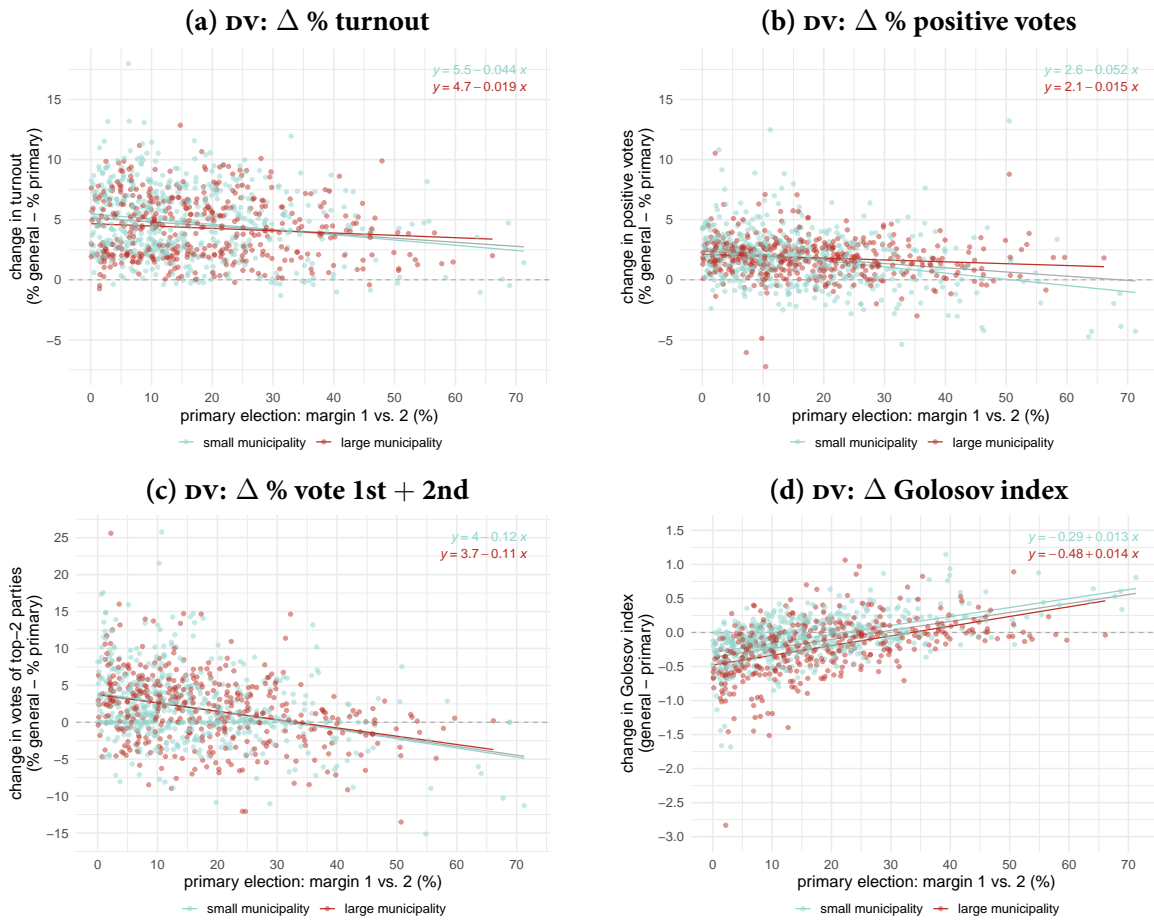 (a) DV: Δ % turnout
y = 5.5 − 0.044 x
y = 4.7 − 0.019 x
change in turnout
(% general − % primary)
15
10
5
0
−5
0 10 20 30 40 50 60 70
primary election: margin 1 vs. 2 (%)
small municipality large municipality
(b) DV: Δ % positive votes
y = 2.6 − 0.052 x
y = 2.1 − 0.015 x
change in positive votes
(% general − % primary)
15
10
5
0
−5
0 10 20 30 40 50 60 70
primary election: margin 1 vs. 2 (%)
small municipality large municipality
(c) DV: Δ % vote 1st + 2nd
y = 4 − 0.12 x
y = 3.7 − 0.11 x
change in votes of top−2 parties
(% general − % primary)
25
20
15
10
5
0
−5
−10
−15
0 10 20 30 40 50 60 70
primary election: margin 1 vs. 2 (%)
small municipality large municipality
(d) DV: Δ Golosov index
y = −0.29 + 0.013 x
y = −0.48 + 0.014 x
change in Golosov index
(general − primary)
1.5
1.0
0.5
0.0
−0.5
−1.0
−1.5
−2.0
−2.5
−3.0
0 10 20 30 40 50 60 70
primary election: margin 1 vs. 2 (%)
small municipality large municipality